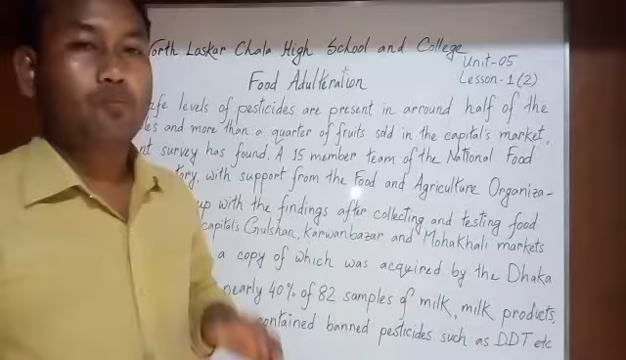 North Laskar Chala High School and College
Unit-05
Food Adulteration
Lesson-1(2)
afe levels of pesticides are present in arround half of the
les and more than a quarter of fruits sold in the capital's market,
nt survey has found. A 15 member team of the National Food
tory, with support from the Food and Agriculture Organiza-
up with the findings after collecting and testing food
capital's Gulshan, Karwanbazar and Mohakhali markets
a copy of which was acquired by the Dhaka
nearly 40% of 82 samples of milk, milk products,
contained banned pesticides such as DDT etc